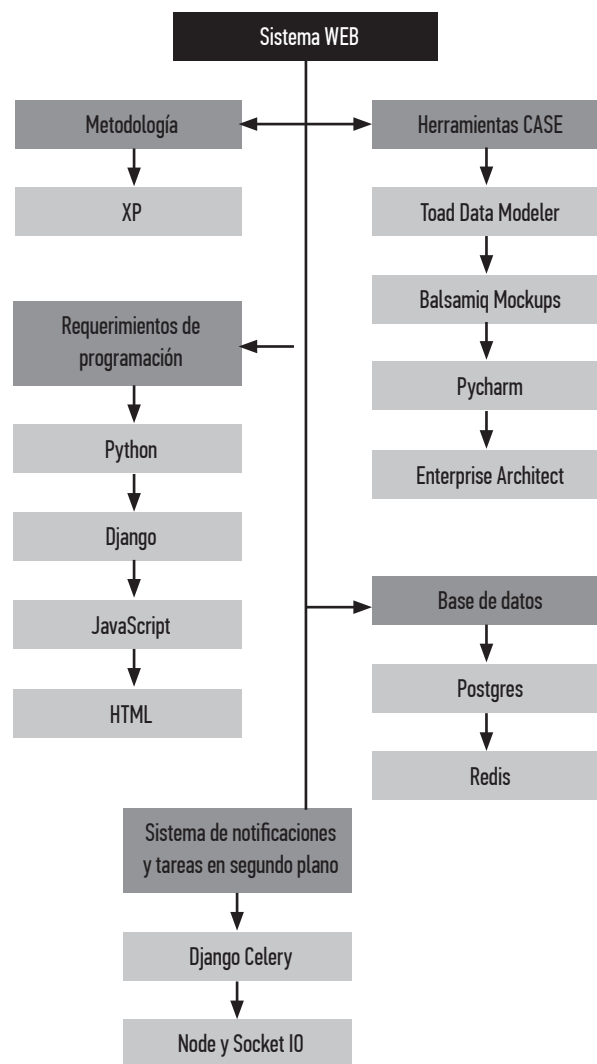 Sistema WEB
Metodología
XP
Herramientas CASE
Toad Data Modeler
Balsamiq Mockups
Pycharm
Enterprise Architect
Requerimientos de
programación
Python
Django
JavaScript
HTML
Base de datos
Postgres
Redis
Sistema de notificaciones
y tareas en segundo plano
Django Celery
Node y Socket IO